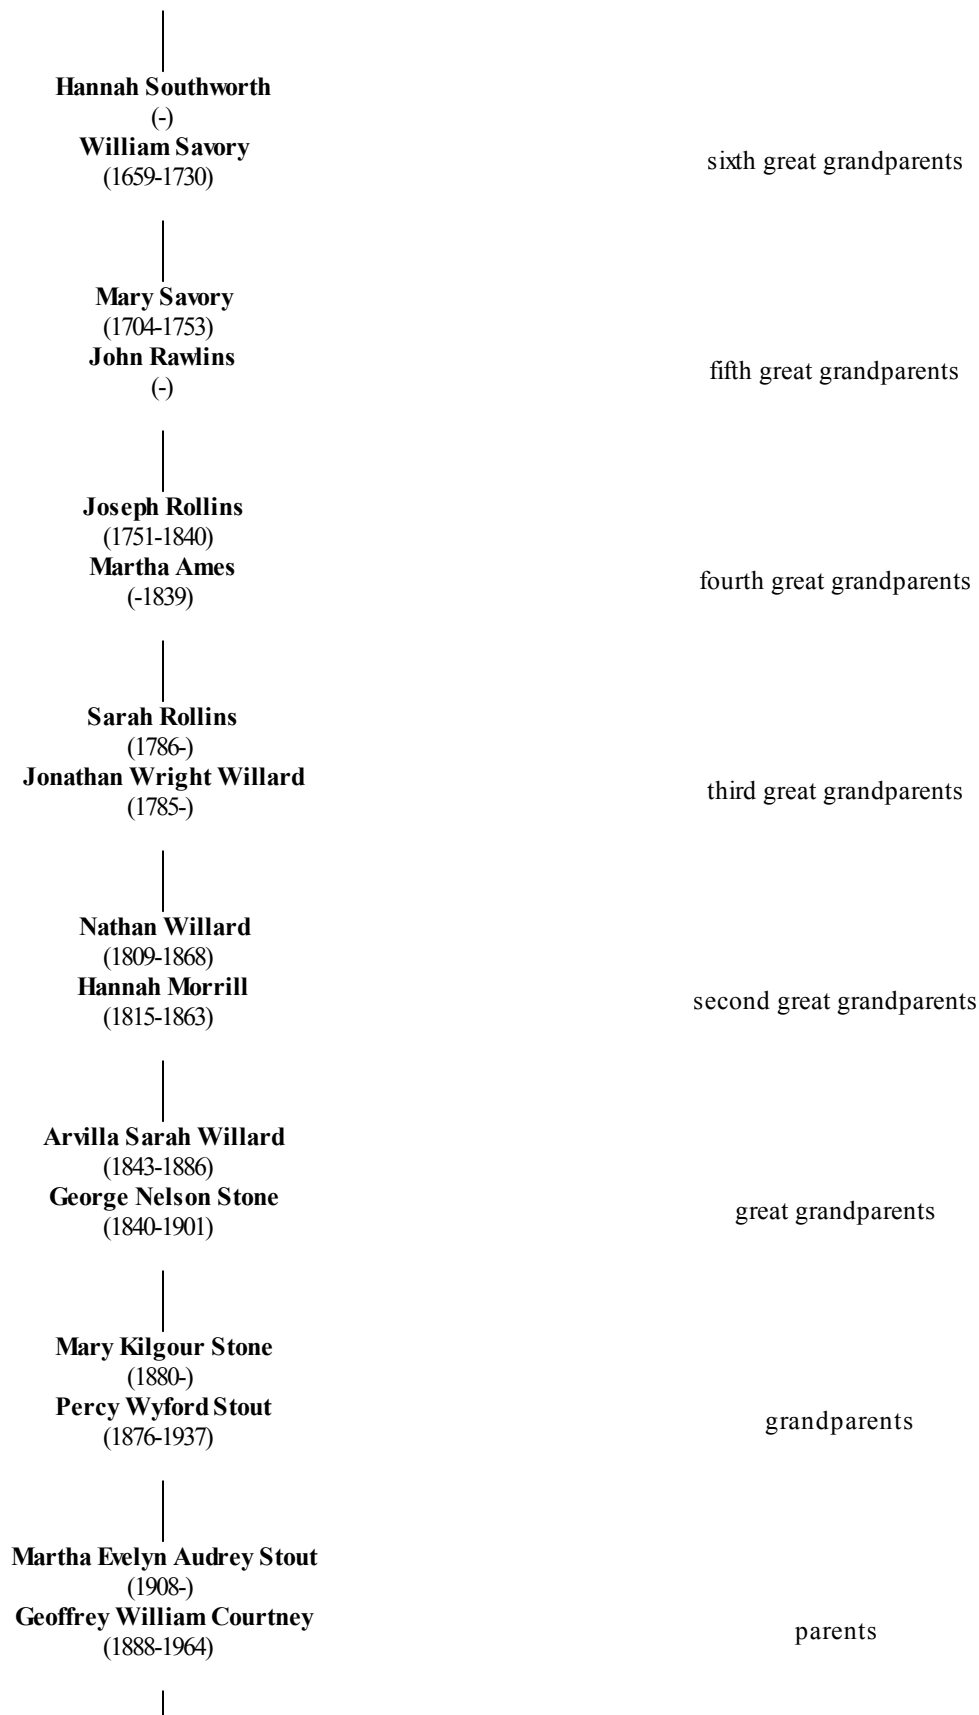 Hannah Southworth
(-)
William Savory
(1659-1730)
sixth great grandparents
Mary Savory
(1704-1753)
John Rawlins
(-)
fifth great grandparents
Joseph Rollins
(1751-1840)
Martha Ames
(-1839)
fourth great grandparents
Sarah Rollins
(1786-)
Jonathan Wright Willard
(1785-)
third great grandparents
Nathan Willard
(1809-1868)
Hannah Morrill
(1815-1863)
second great grandparents
Arvilla Sarah Willard
(1843-1886)
George Nelson Stone
(1840-1901)
great grandparents
Mary Kilgour Stone
(1880-)
Percy Wyford Stout
(1876-1937)
grandparents
Martha Evelyn Audrey Stout
(1908-)
Geoffrey William Courtney
(1888-1964)
parents